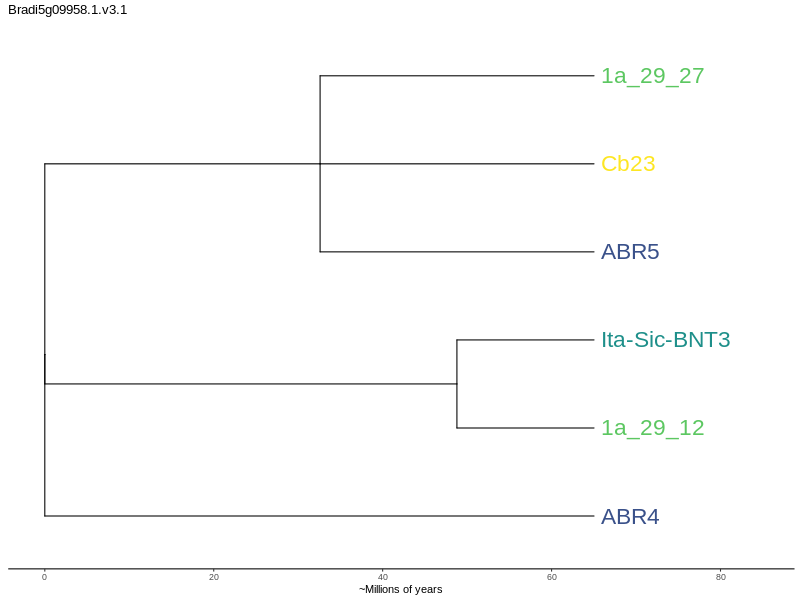 Bradi5g09958.1.v3.1
1a_29_27
Cb23
ABR5
Ita-Sic-BNT3
1a_29_12
ABR4
0 20 40 60 80
~Millions of years